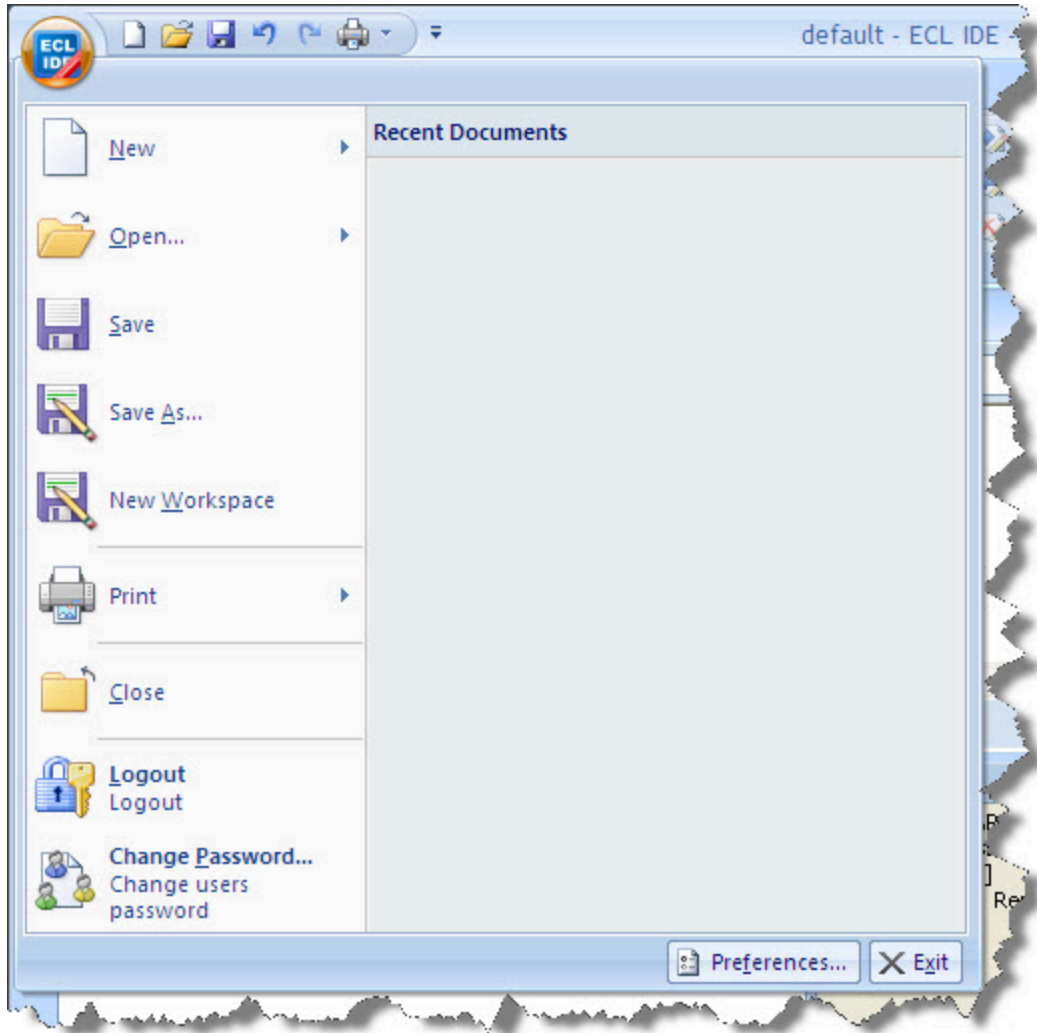 default - ECL IDE -
ECL
IDE
New
Recent Documents
Open...
Save
Save As...
New Workspace
Print
Close
Logout
Logout
Change Password...
Change users
password
Preferences...
Exit